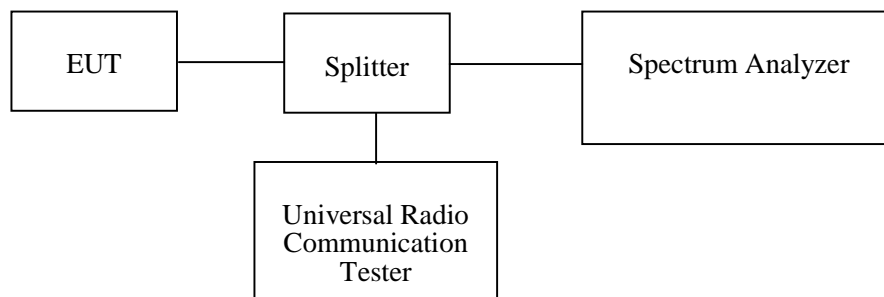 EUT
Splitter
Spectrum Analyzer
Universal Radio
Communication
Tester